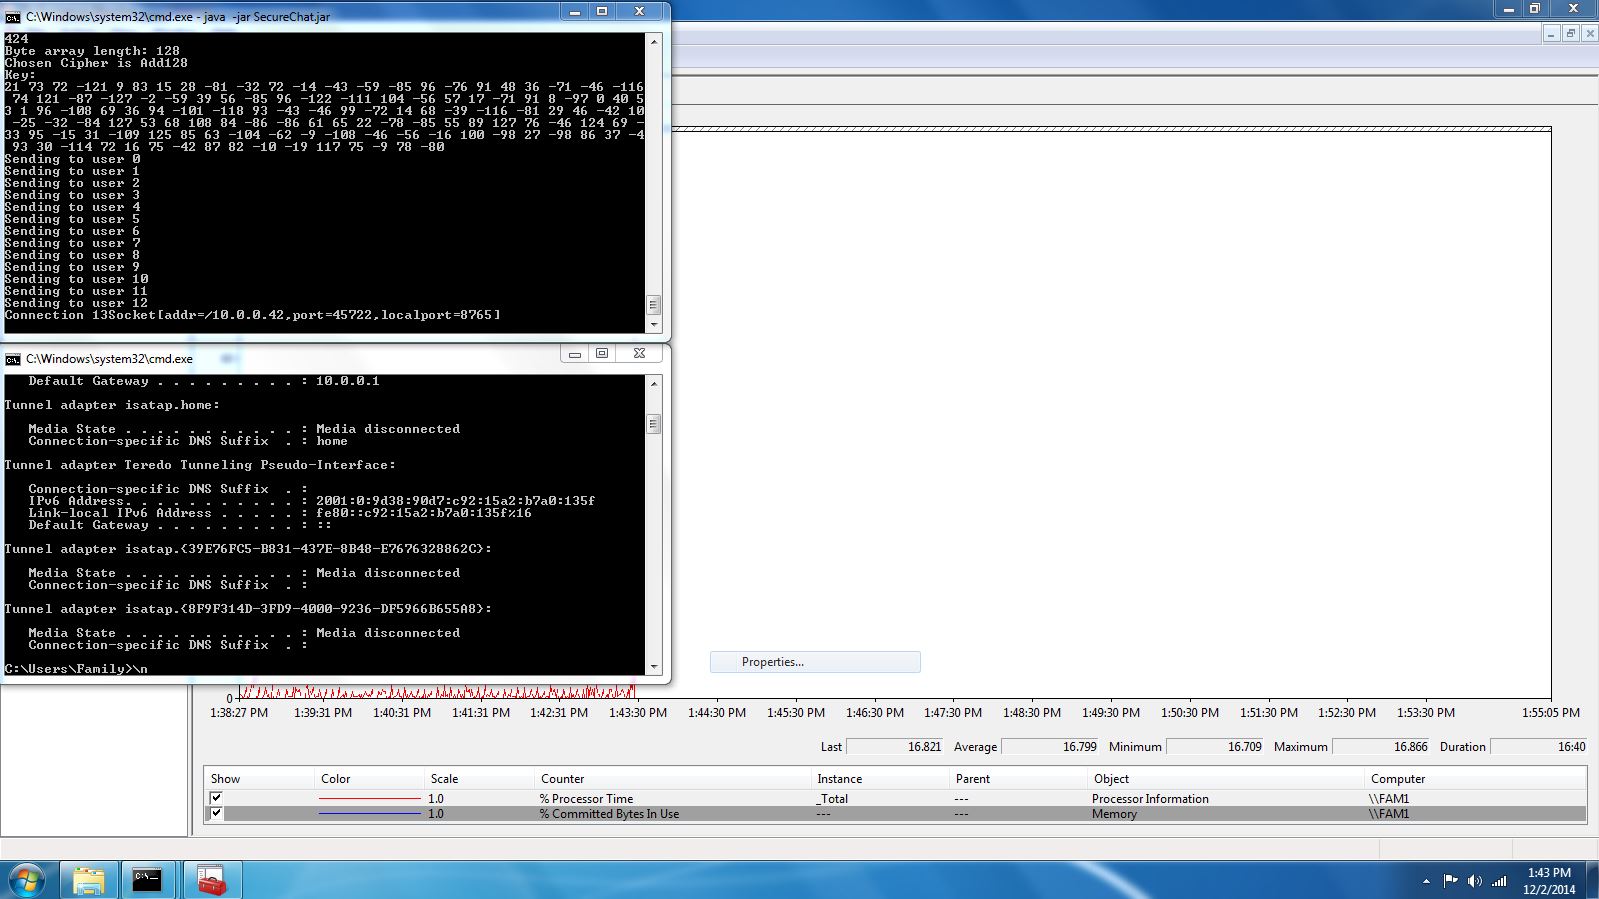 C:\Windows\system32\cmd.exe - java -jar SecureChat.jar
424
Byte array length: 128
Chosen Cipher is Add128
Key:
21 73 72 -121 9 83 15 28 -81 -32 72 -14 -43 -59 -85 96 -76 91 48 36 -71 -46 -116
74 121 -87 -127 -2 -59 39 56 -85 96 -122 -111 104 -56 57 17 -71 91 8 -97 0 40 5
3 1 96 -108 69 36 94 -101 -118 93 -43 -46 99 -72 14 68 -39 -116 -81 29 46 -42 10
-25 -32 -84 127 53 68 108 84 -86 -86 61 65 22 -78 -85 55 89 127 76 -46 124 69 -
33 95 -15 31 -109 125 85 63 -104 -62 -9 -108 -46 -56 -16 100 -98 27 -98 86 37 -4
93 30 -114 72 16 75 -42 87 82 -10 -19 117 75 -9 78 -80
Sending to user 0
Sending to user 1
Sending to user 2
Sending to user 3
Sending to user 4
Sending to user 5
Sending to user 6
Sending to user 7
Sending to user 8
Sending to user 9
Sending to user 10
Sending to user 11
Sending to user 12
Connection 13Socket[addr=/10.0.0.42,port=45722,localport=8765]
C:\Windows\system32\cmd.exe
Default Gateway . . . . . . . . . : 10.0.0.1
Tunnel adapter isatap.home:
Media State . . . . . . . . . . . : Media disconnected
Connection-specific DNS Suffix  . : home
Tunnel adapter Teredo Tunneling Pseudo-Interface:
Connection-specific DNS Suffix  . :
IPv6 Address. . . . . . . . . . . : 2001:0:9d38:90d7:c92:15a2:b7a0:135f
Link-local IPv6 Address . . . . . : fe80::c92:15a2:b7a0:135f%16
Default Gateway . . . . . . . . . : ::
Tunnel adapter isatap.{39E76FC5-B831-437E-8B48-E7676328862C}:
Media State . . . . . . . . . . . : Media disconnected
Connection-specific DNS Suffix  . :
Tunnel adapter isatap.{8F9F314D-3FD9-4000-9236-DF5966B655A8}:
Media State . . . . . . . . . . . : Media disconnected
Connection-specific DNS Suffix  . :
C:\Users\Family>\n
Properties...
0
1:38:27 PM 1:39:31 PM 1:40:31 PM 1:41:31 PM 1:42:31 PM 1:43:30 PM 1:44:30 PM 1:45:30 PM 1:46:30 PM 1:47:30 PM 1:48:30 PM 1:49:30 PM 1:50:30 PM 1:51:30 PM 1:52:30 PM 1:53:30 PM 1:55:05 PM
Last 16.821 Average 16.799 Minimum 16.709 Maximum 16.866 Duration 16:40
Show Color Scale Counter Instance Parent Object Computer
1.0 % Processor Time _Total --- Processor Information \\FAM1
1.0 % Committed Bytes In Use --- --- Memory \\FAM1
C:\._
1:43 PM
12/2/2014